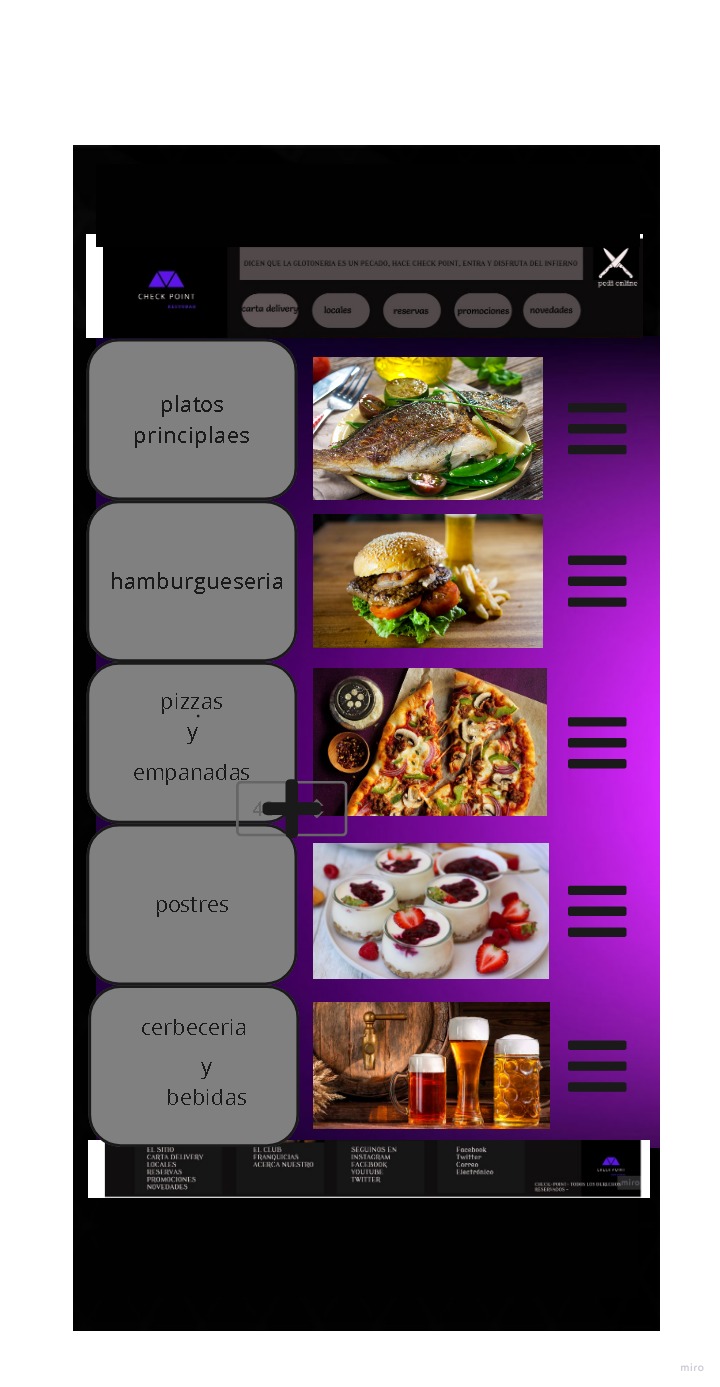 DICEN QUE LA GLOTONERIA ES UN PECADO, HACE CHECK POINT, ENTRA Y DISFRUTA DEL INFIERNO
CHECK POINT
pedí online
carta delivery
locales
reservas
promociones
novedades
platos
principlaes
hamburgueseria
pizzas
y
empanadas
4
postres
cerbeceria
y
bebidas
EL SITIO
CARTA DELIVERY
LOCALES
RESERVAS
PROMOCIONES
NOVEDADES
EL CLUB
FRANQUICIAS
ACERCA NUESTRO
SEGUINOS EN
INSTAGRAM
FACEBOOK
YOUTUBE
TWITTER
Facebook
Twitter
Correo
Electrónico
CHECK POINT
CHECK-POINT- TODOS LOS DERECHOS
RESERVADOS -
miro
miro